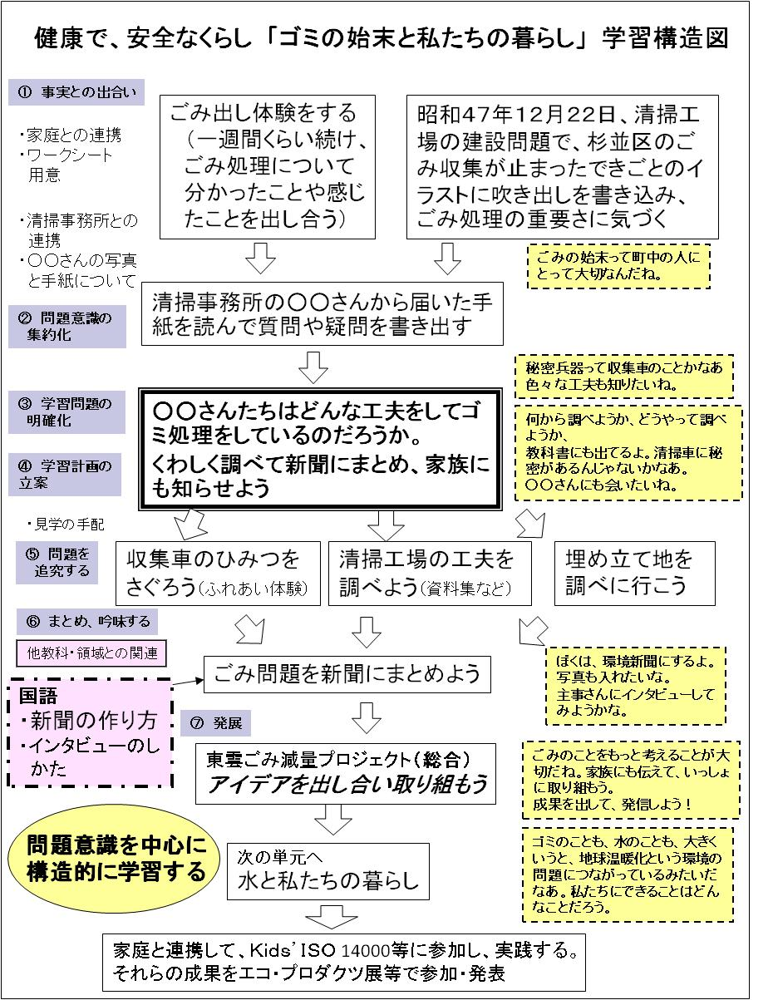 健康で、安全なくらし 「ゴミの始末と私たちの暮らし」 学習構造図
① 事実との出合い
・家庭との連携
・ワークシート
用意
・清掃事務所との
連携
・〇〇さんの写真
と手紙について
ごみ出し体験をする
(一週間くらい続け、
ごみ処理について
分かったことや感じ
たことを出し合う)
昭和47年12月22日、清掃工
場の建設問題で、杉並区のご
み収集が止まったできごとのイ
ラストに吹き出しを書き込み、
ごみ処理の重要さに気づく
ごみの始末って町中の人に
とって大切なんだね。
② 問題意識の
集約化
清掃事務所の〇〇さんから届いた手
紙を読んで質問や疑問を書き出す
秘密兵器って収集車のことかなあ
色々な工夫も知りたいね。
③ 学習問題の
明確化
④ 学習計画の
立案
〇〇さんたちはどんな工夫をしてゴ
ミ処理をしているのだろうか。
くわしく調べて新聞にまとめ、家族に
も知らせよう
何から調べようか、どうやって調べ
ようか、
教科書にも出てるよ。清掃車に秘
密があるんじゃないかなあ。
〇〇さんにも会いたいね。
・見学の手配
⑤ 問題を
追究する
収集車のひみつを
さぐろう(ふれあい体験)
清掃工場の工夫を
調べよう(資料集など)
埋め立て地を
調べに行こう
⑥ まとめ、吟味する
他教科・領域との関連
国語
・新聞の作り方
・インタビューのし
かた
ごみ問題を新聞にまとめよう
ぼくは、環境新聞にするよ。
写真も入れたいな。
主事さんにインタビューして
みようかな。
⑦ 発展
東雲ごみ減量プロジェクト(総合)
アイデアを出し合い取り組もう
ごみのことをもっと考えることが大
切だね。家族にも伝えて、いっしょ
に取り組もう。
成果を出して、発信しよう!
問題意識を中心に
構造的に学習する
次の単元へ
水と私たちの暮らし
ゴミのことも、水のことも、大きく
いうと、地球温暖化という環境の
問題につながっているみたいだ
なあ。私たちにできることはどん
なことだろう。
家庭と連携して、Kids'ISO 14000等に参加し、実践する。
それらの成果をエコ・プロダクツ展等で参加・発表